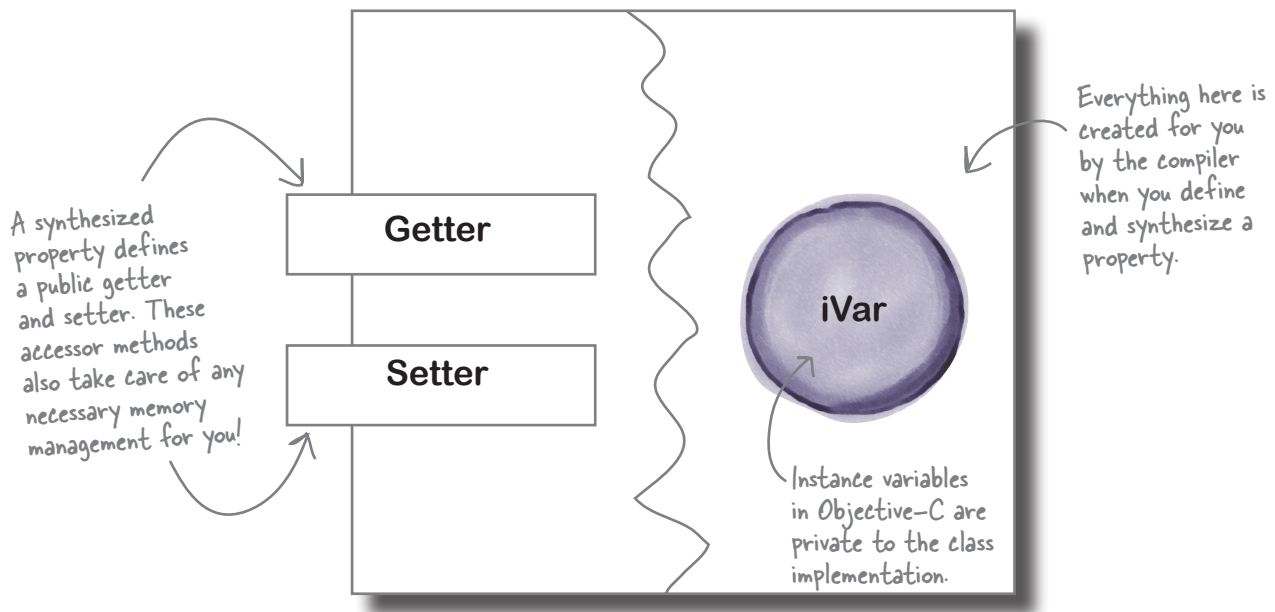 A synthesized
property defines
a public getter
and setter. These
accessor methods
also take care of any
necessary memory
management for you!
Getter
Setter
iVar
Instance variables
in Objective-C are
private to the class
implementation.
Everything here is
created for you
by the compiler
when you define
and synthesize a
property.